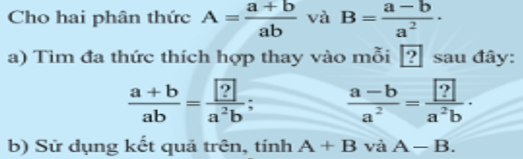 Cho hai phân thức A = \frac{a + b}{ab} và B = \frac{a - b}{a^2}.
a) Tìm đa thức thích hợp thay vào mỗi [?] sau đây:
\frac{a + b}{ab} = \frac{[?]}{a^2b}; \frac{a - b}{a^2} = \frac{[?]}{a^2b}.
b) Sử dụng kết quả trên, tính A + B và A – B.